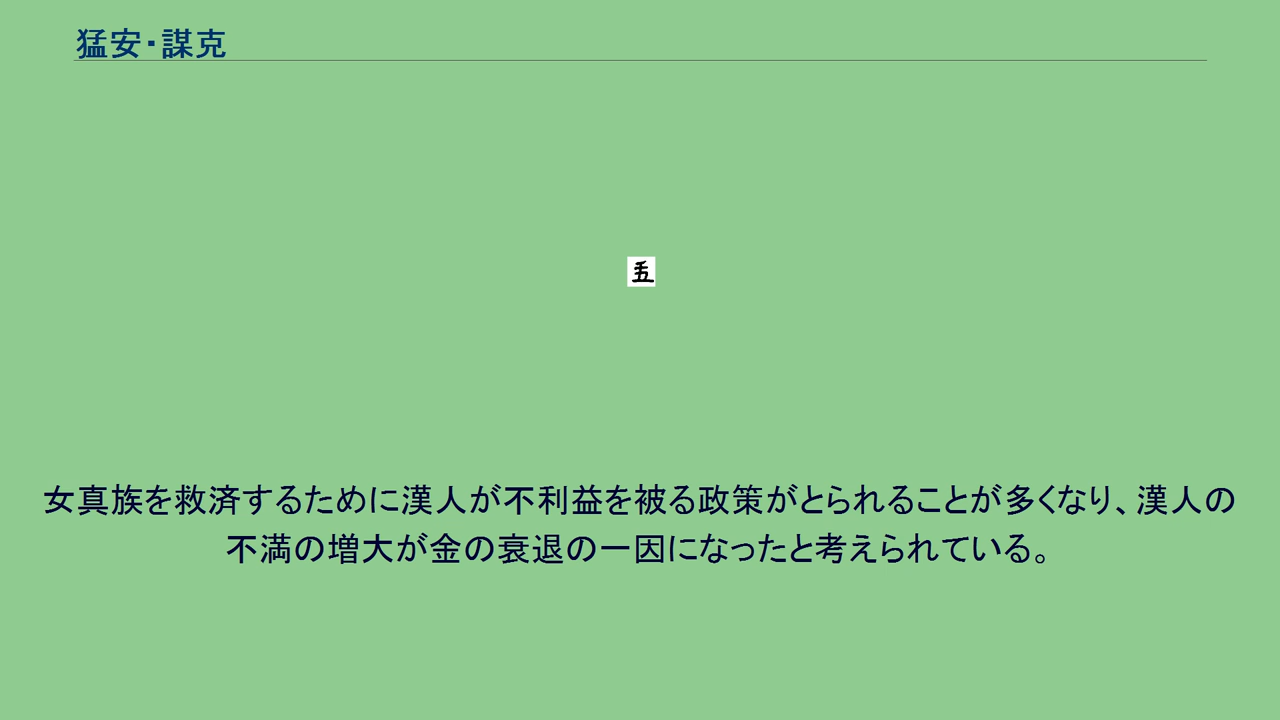 猛安・謀克
女真族を救済するために漢人が不利益を被る政策がとられることが多くなり、漢人の
不満の増大が金の衰退の一因になったと考えられている。